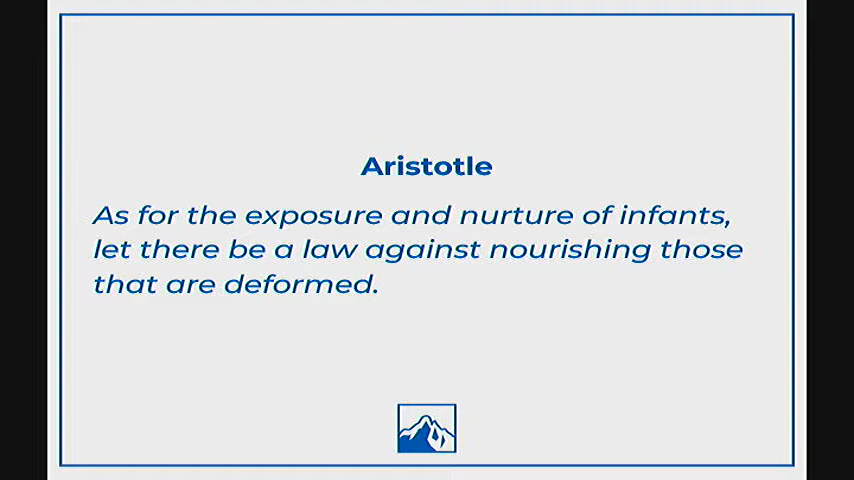 Aristotle
As for the exposure and nurture of infants,
let there be a law against nourishing those
that are deformed.